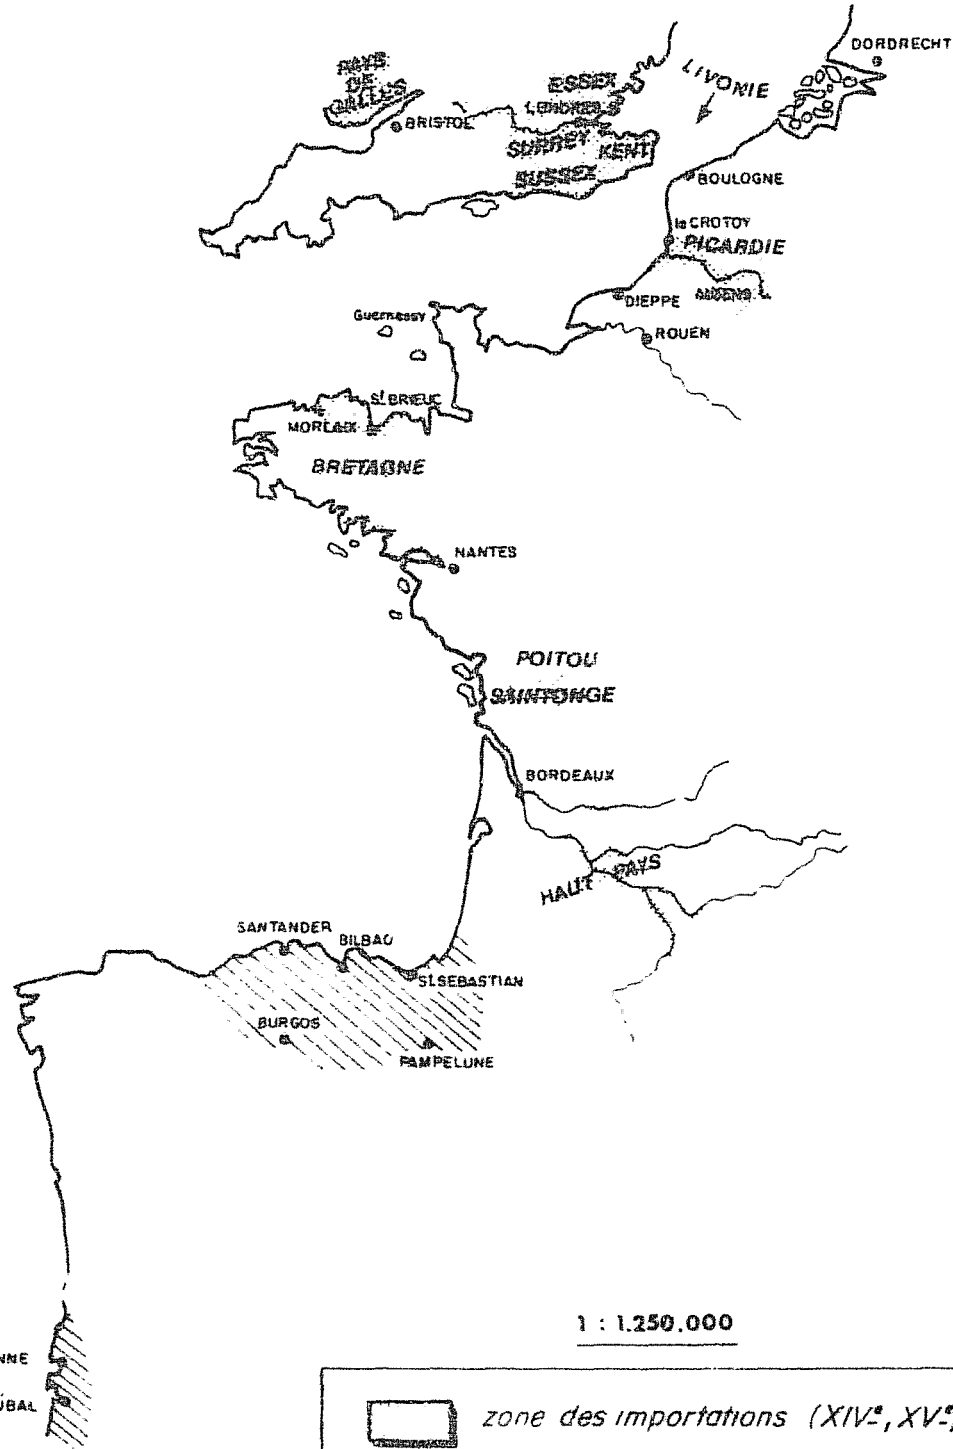 DORDRECHT
PAYS
DE
GALLES
ESSEX
LONDRES
LIVONIE
BRISTOL
SURREY
KENT
SUSSEX
BOULOGNE
le CROTOY
PICARDIE
DIEPPE
AMIENS
ROUEN
Guernesey
St BRIEUC
MORLAIX
BRETAGNE
NANTES
POITOU
SAINTONGE
BORDEAUX
HAUT PAYS
SANTANDER
BILBAO
St.SEBASTIAN
BURGOS
PAMPELUNE
1 : 1.250.000
NNE
ÚBAL
zone des importations (XIVe, XVe,